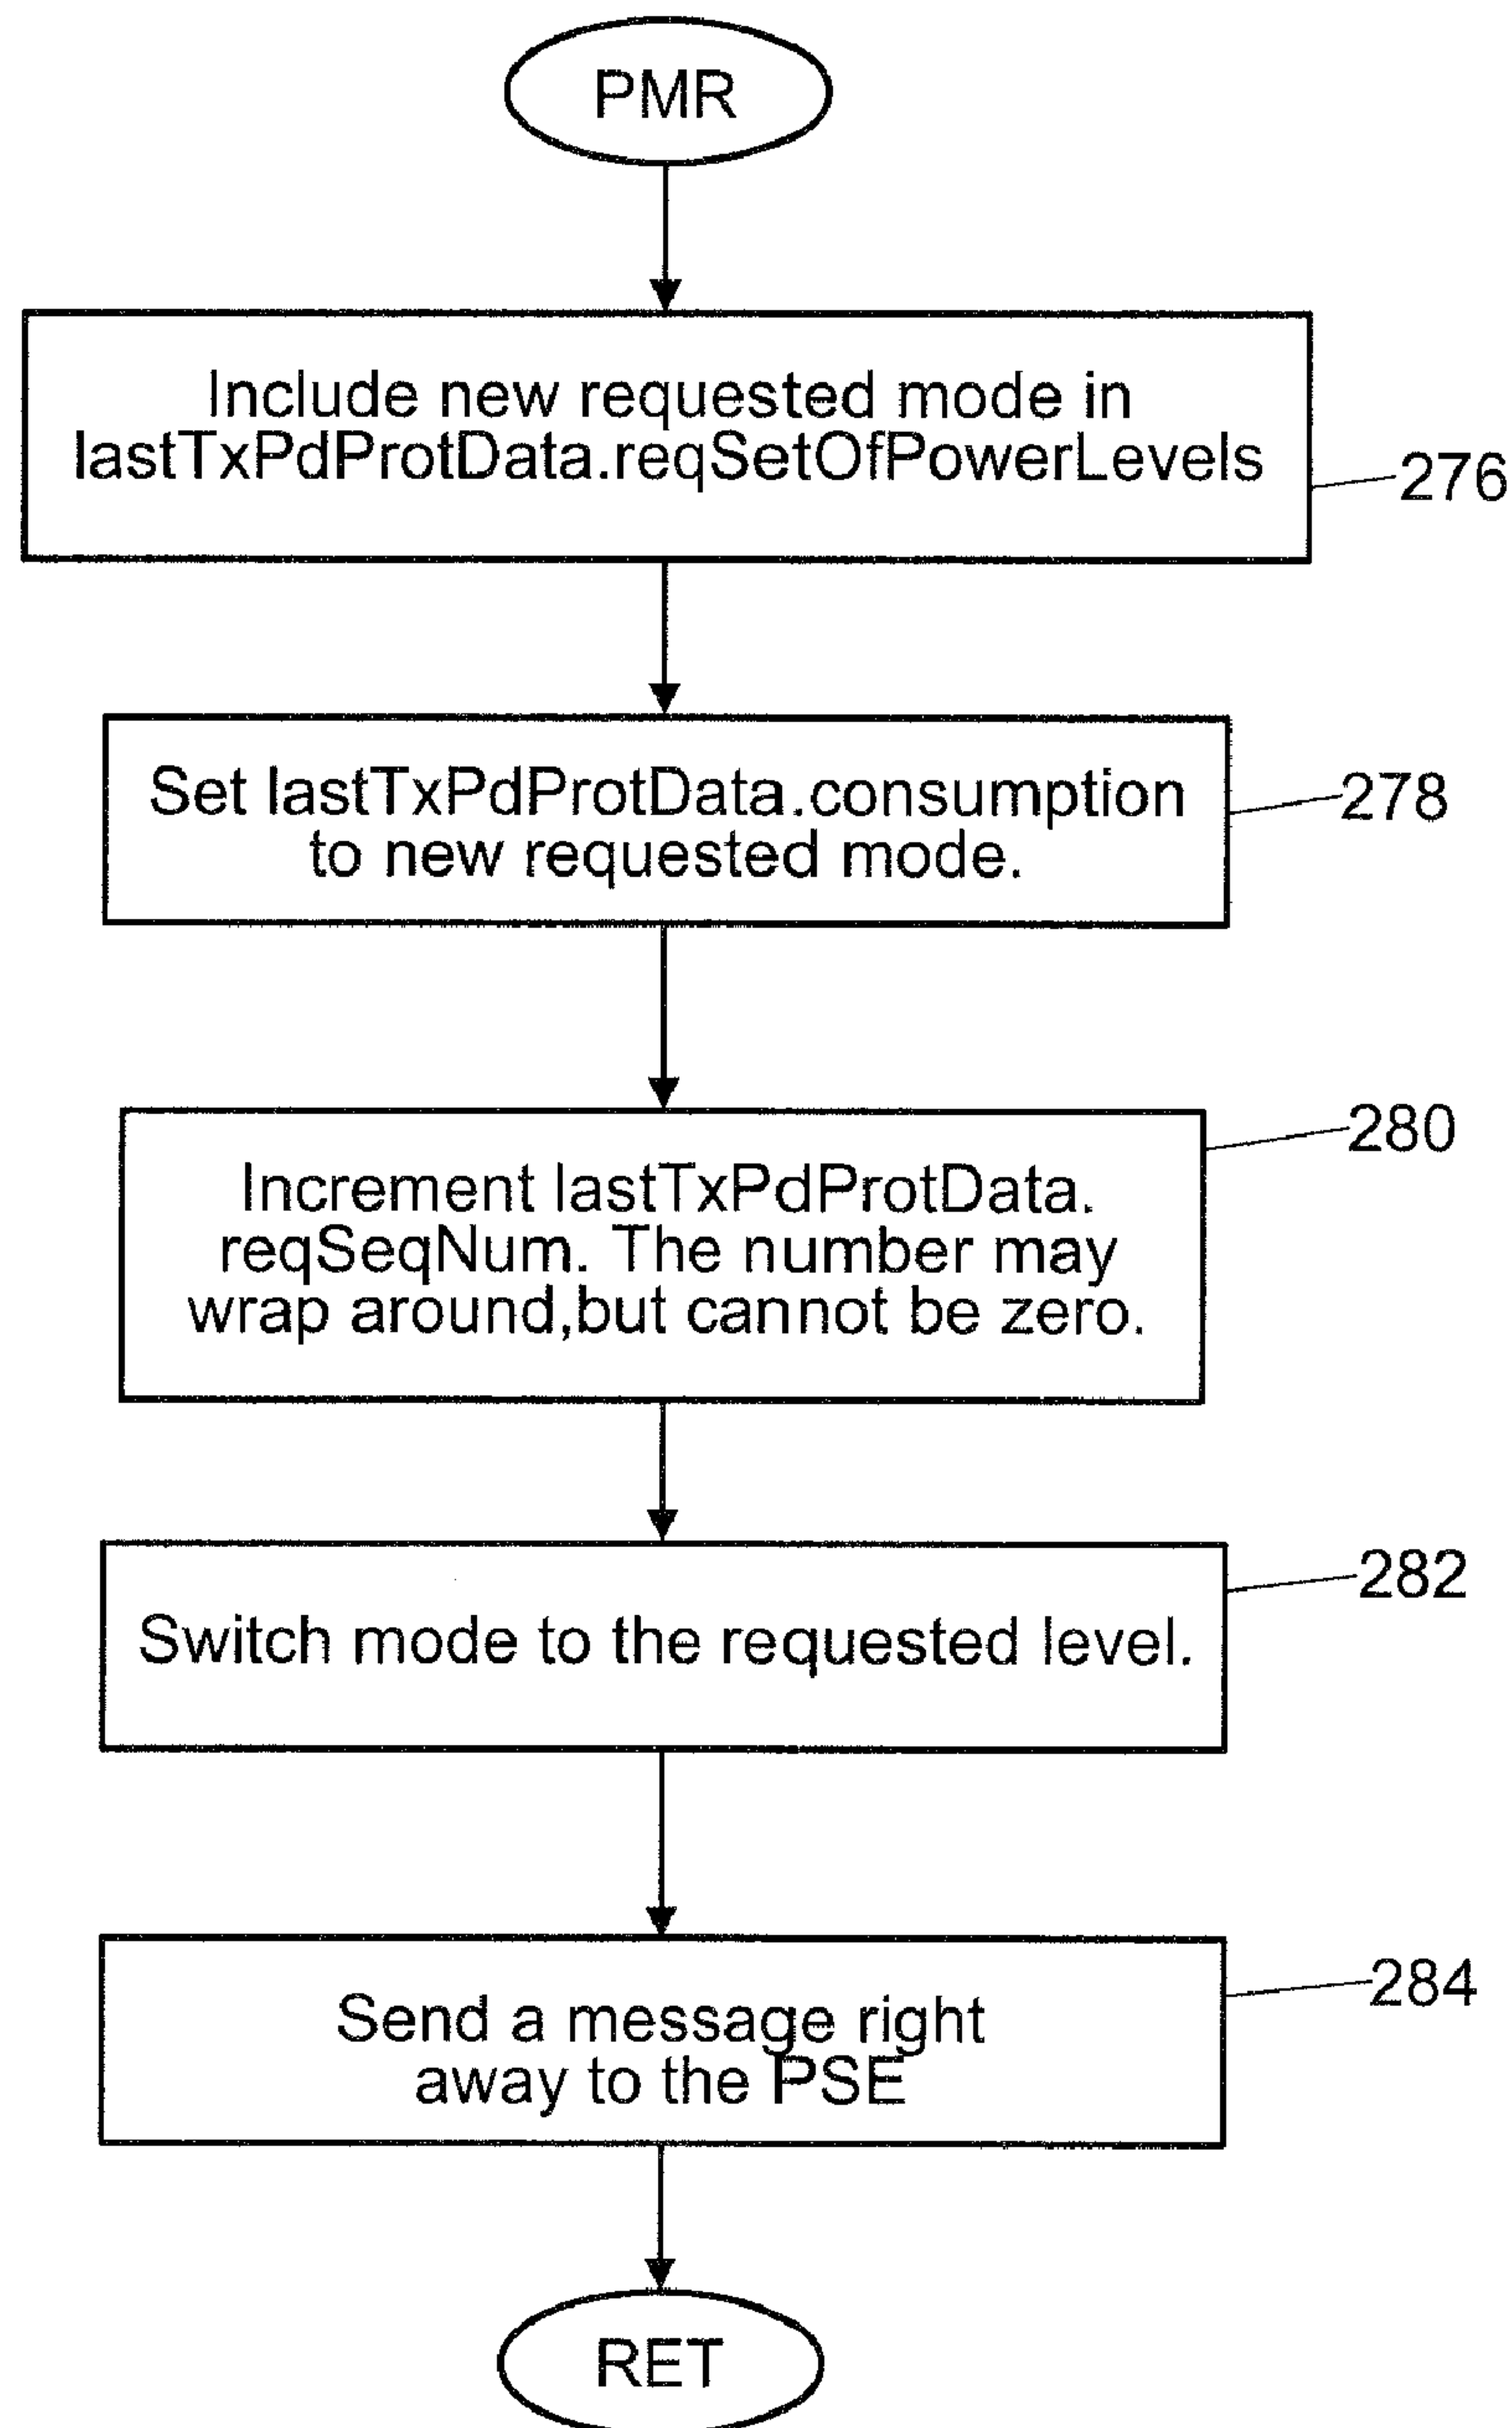 PMR
Include new requested mode in
lastTxPdProtData.reqSetOfPowerLevels
276
Set lastTxPdProtData.consumption
to new requested mode.
278
280
Increment lastTxPdProtData.
reqSeqNum. The number may
wrap around,but cannot be zero.
282
Switch mode to the requested level.
284
Send a message right
away to the PSE
RET